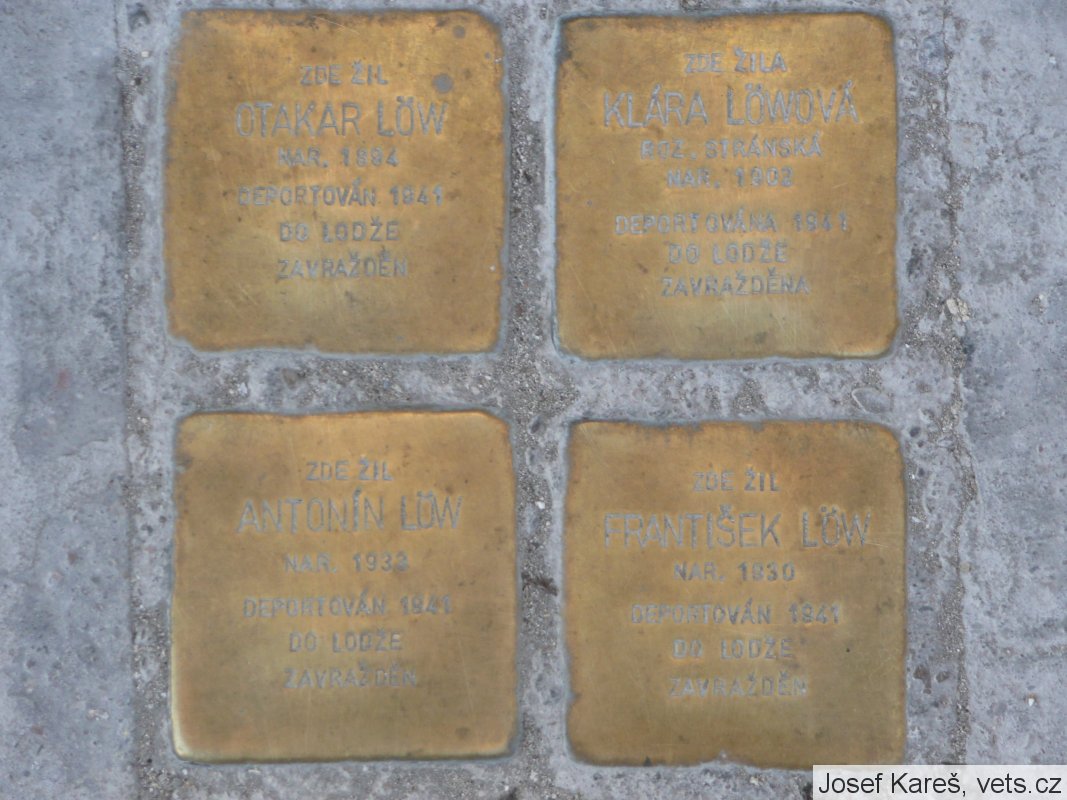 ZDE ŽIL
OTAKAR LÖW
NAR. 1894
DEPORTOVÁN 1941
DO LODŽE
ZAVRAŽDĚN
ZDE ŽILA
KLÁRA LÖWOVÁ
ROZ. STRÁNSKÁ
NAR. 1903
DEPORTOVÁNA 1941
DO LODŽE
ZAVRAŽDĚNA
ZDE ŽIL
ANTONÍN LÖW
NAR. 1933
DEPORTOVÁN 1941
DO LODŽE
ZAVRAŽDĚN
ZDE ŽIL
FRANTIŠEK LÖW
NAR. 1930
DEPORTOVÁN 1941
DO LODŽE
ZAVRAŽDĚN
Josef Kareš, vets.cz